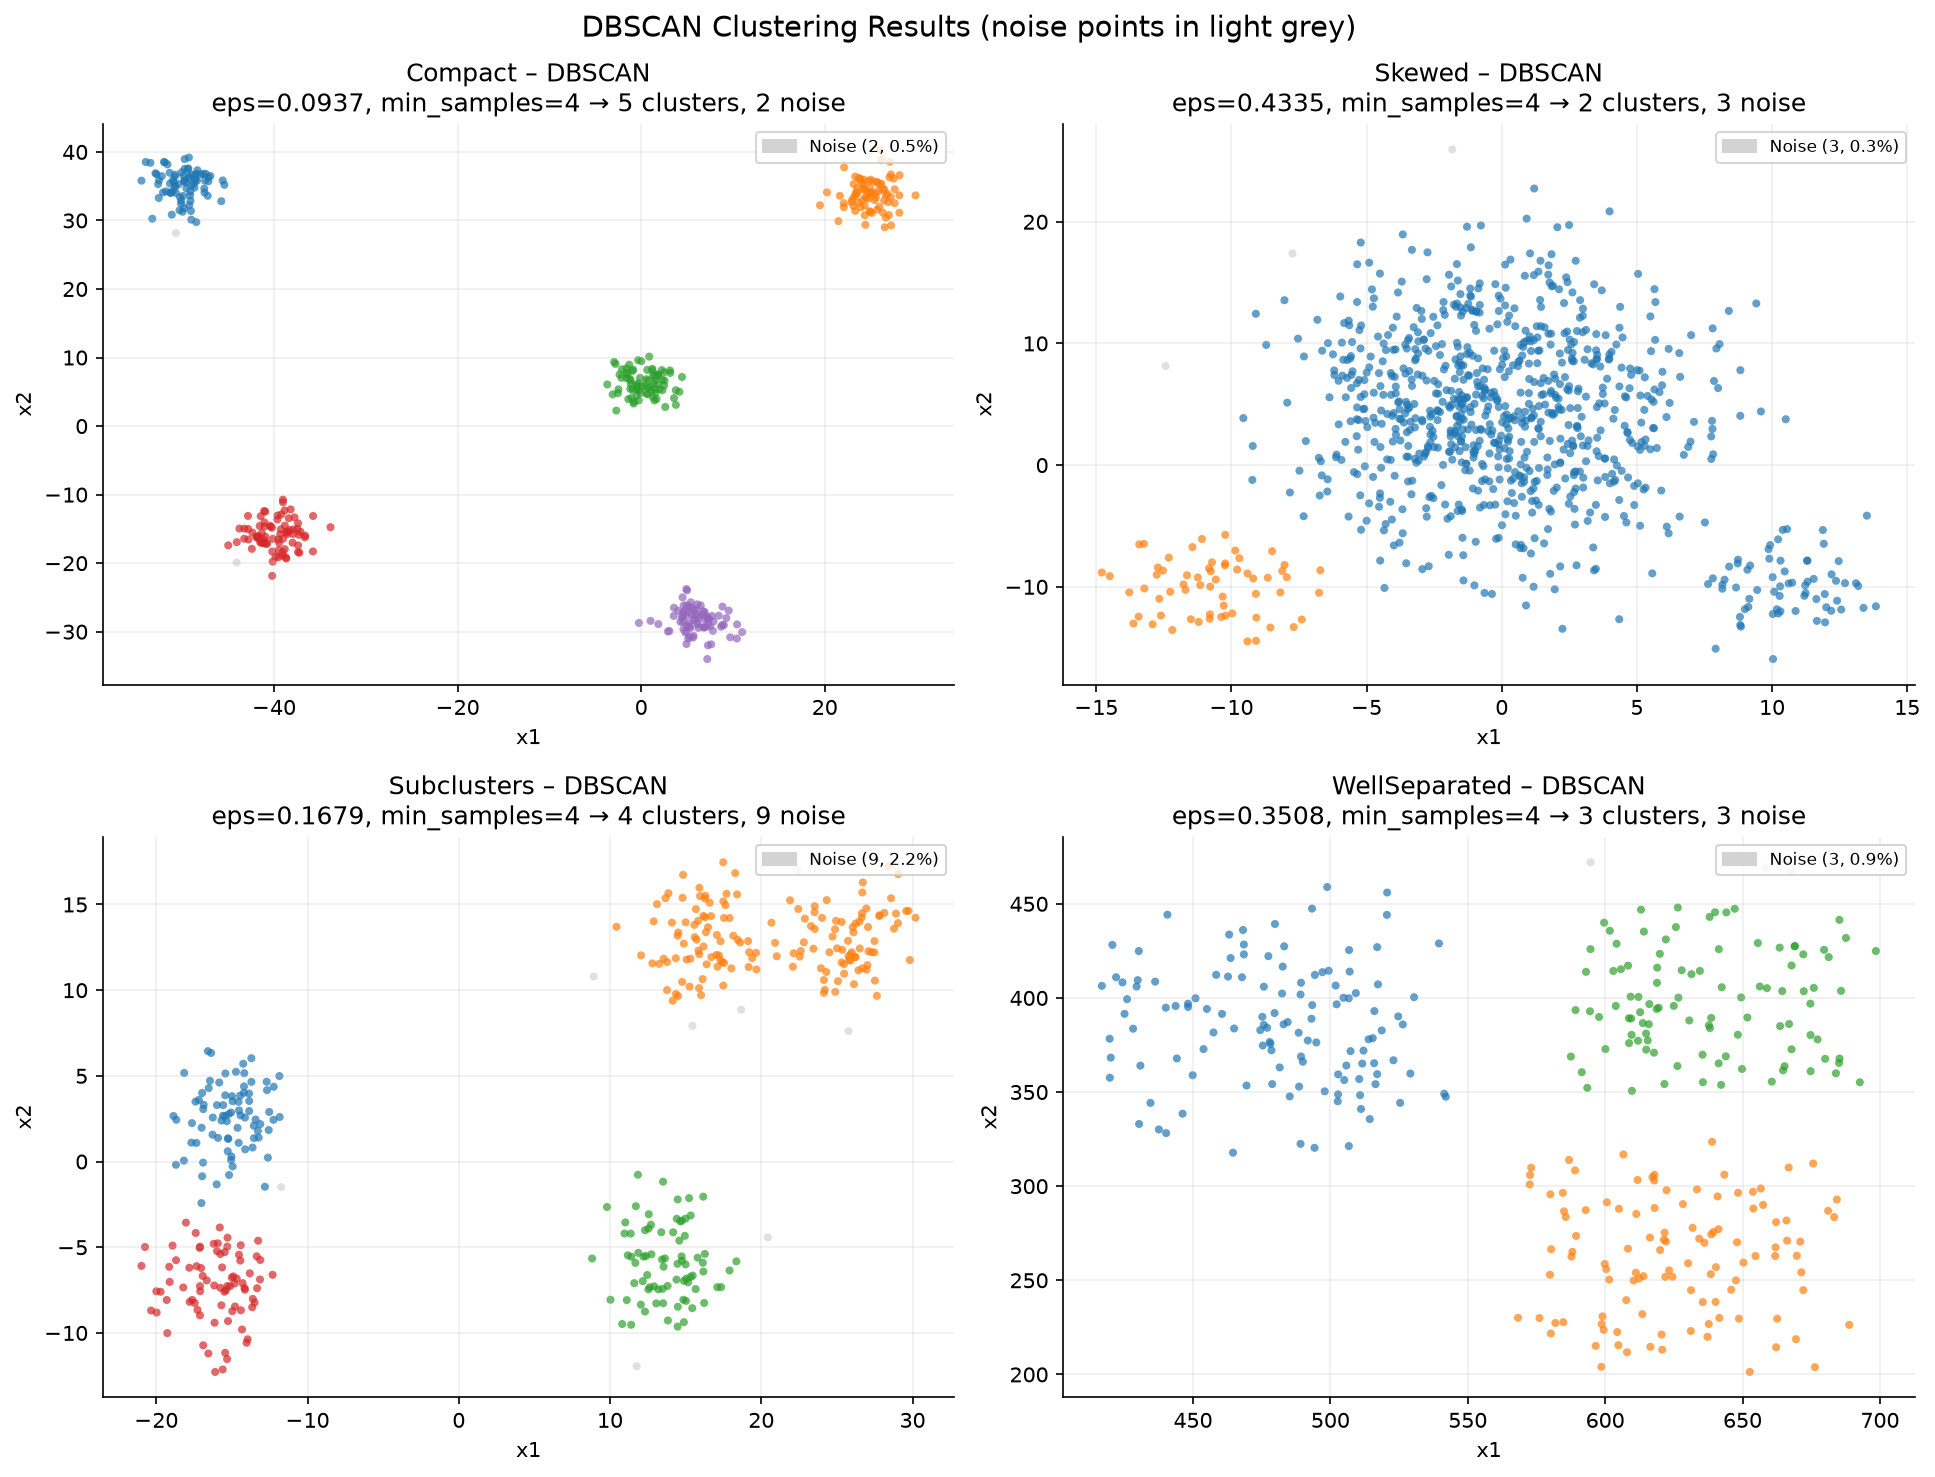 DBSCAN Clustering Results (noise points in light grey)
Compact – DBSCAN
eps=0.0937, min_samples=4 → 5 clusters, 2 noise
Noise (2, 0.5%)
40
30
20
10
0
−10
−20
−30
x2
−40
−20
0
20
x1
Skewed – DBSCAN
eps=0.4335, min_samples=4 → 2 clusters, 3 noise
Noise (3, 0.3%)
20
10
0
−10
x2
−15
−10
−5
0
5
10
15
x1
Subclusters – DBSCAN
eps=0.1679, min_samples=4 → 4 clusters, 9 noise
Noise (9, 2.2%)
15
10
5
0
−5
−10
x2
−20
−10
0
10
20
30
x1
WellSeparated – DBSCAN
eps=0.3508, min_samples=4 → 3 clusters, 3 noise
Noise (3, 0.9%)
450
400
350
300
250
200
x2
450
500
550
600
650
700
x1